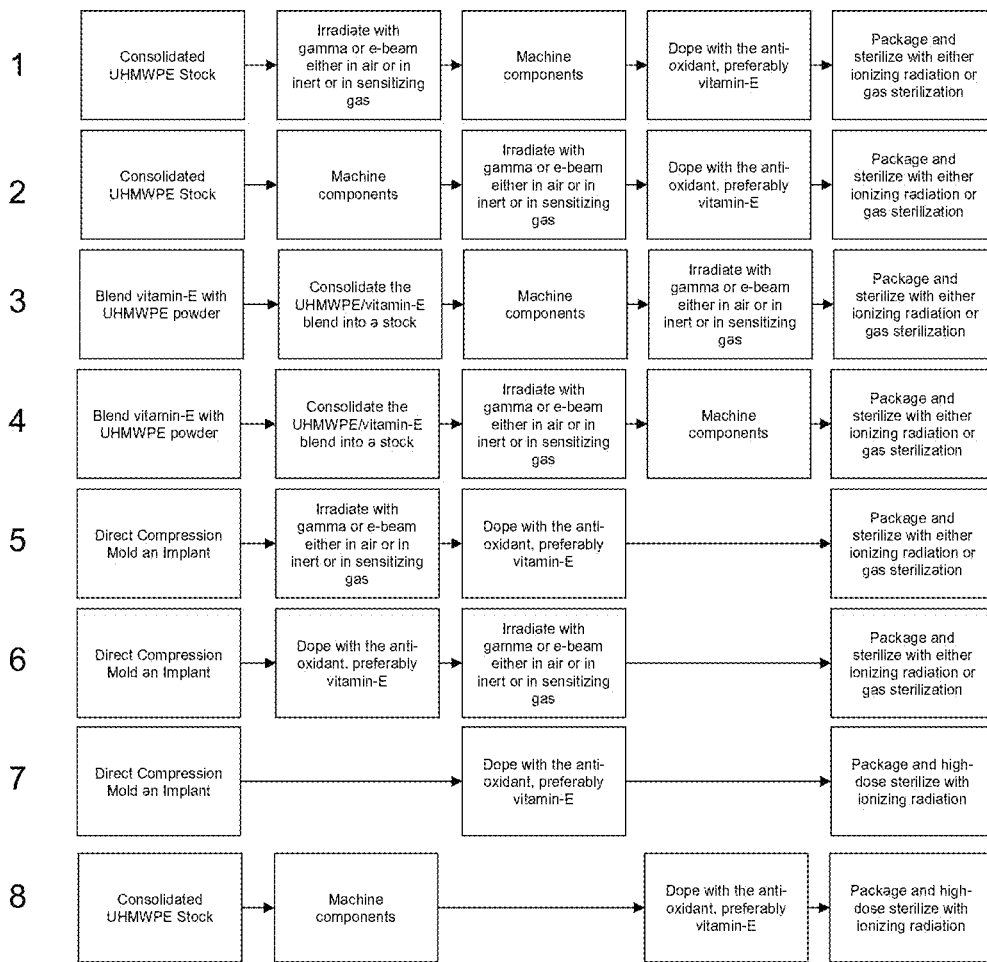 1
Consolidated
UHMWPE Stock
Irradiate with
gamma or e-beam
either in air or in
inert or in sensitizing
gas
Machine
components
Dope with the anti-
oxidant, preferably
vitamin-E
Package and
sterilize with either
ionizing radiation or
gas sterilization
2
Consolidated
UHMWPE Stock
Machine
components
Irradiate with
gamma or e-beam
either in air or in
inert or in sensitizing
gas
Dope with the anti-
oxidant, preferably
vitamin-E
Package and
sterilize with either
ionizing radiation or
gas sterilization
3
Blend vitamin-E with
UHMWPE powder
Consolidate the
UHMWPE/vitamin-E
blend into a stock
Machine
components
Irradiate with
gamma or e-beam
either in air or in
inert or in sensitizing
gas
Package and
sterilize with either
ionizing radiation or
gas sterilization
4
Blend vitamin-E with
UHMWPE powder
Consolidate the
UHMWPE/vitamin-E
blend into a stock
Irradiate with
gamma or e-beam
either in air or in
inert or in sensitizing
gas
Machine
components
Package and
sterilize with either
ionizing radiation or
gas sterilization
5
Direct Compression
Mold an Implant
Irradiate with
gamma or e-beam
either in air or in
inert or in sensitizing
gas
Dope with the anti-
oxidant, preferably
vitamin-E
Package and
sterilize with either
ionizing radiation or
gas sterilization
6
Direct Compression
Mold an Implant
Dope with the anti-
oxidant, preferably
vitamin-E
Irradiate with
gamma or e-beam
either in air or in
inert or in sensitizing
gas
Package and
sterilize with either
ionizing radiation or
gas sterilization
7
Direct Compression
Mold an Implant
Dope with the anti-
oxidant, preferably
vitamin-E
Package and high-
dose sterilize with
ionizing radiation
8
Consolidated
UHMWPE Stock
Machine
components
Dope with the anti-
oxidant, preferably
vitamin-E
Package and high-
dose sterilize with
ionizing radiation